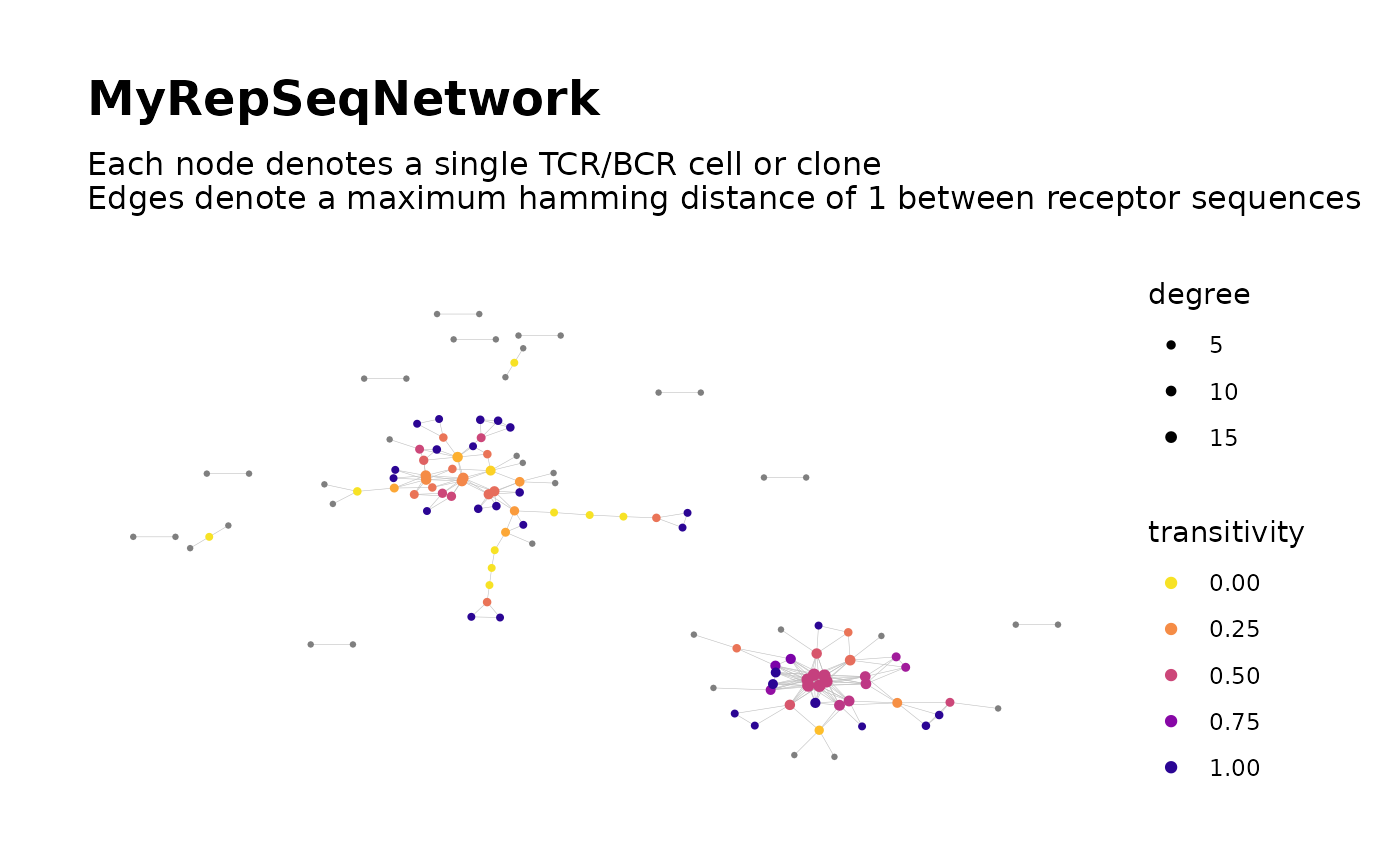 MyRepSeqNetwork
Each node denotes a single TCR/BCR cell or clone
Edges denote a maximum hamming distance of 1 between receptor sequences
degree
5
10
15
transitivity
0.00
0.25
0.50
0.75
1.00